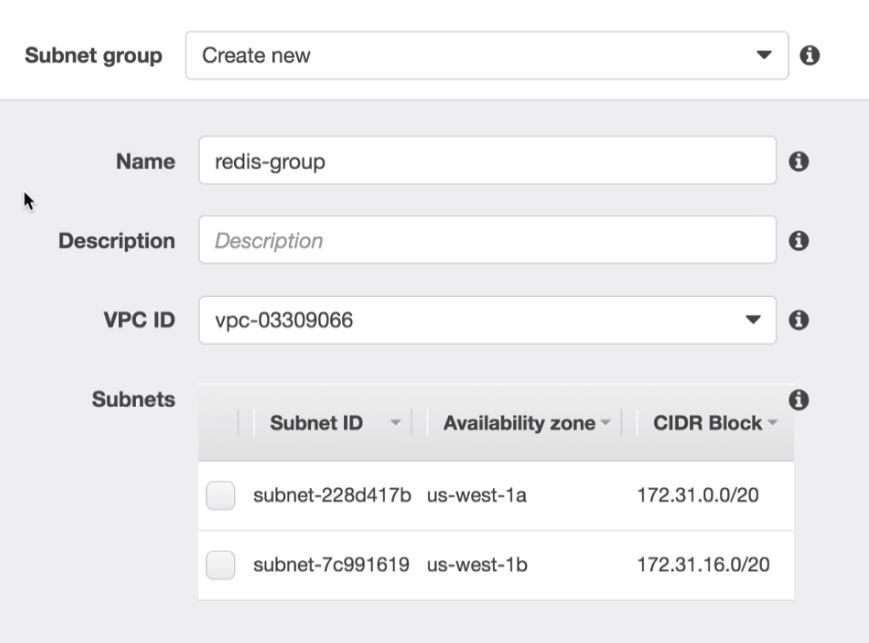 Subnet group Create new
Name redis-group
Description Description
VPC ID vpc-03309066
Subnets
Subnet ID Availability zone CIDR Block
subnet-228d417b us-west-1a 172.31.0.0/20
subnet-7c991619 us-west-1b 172.31.16.0/20